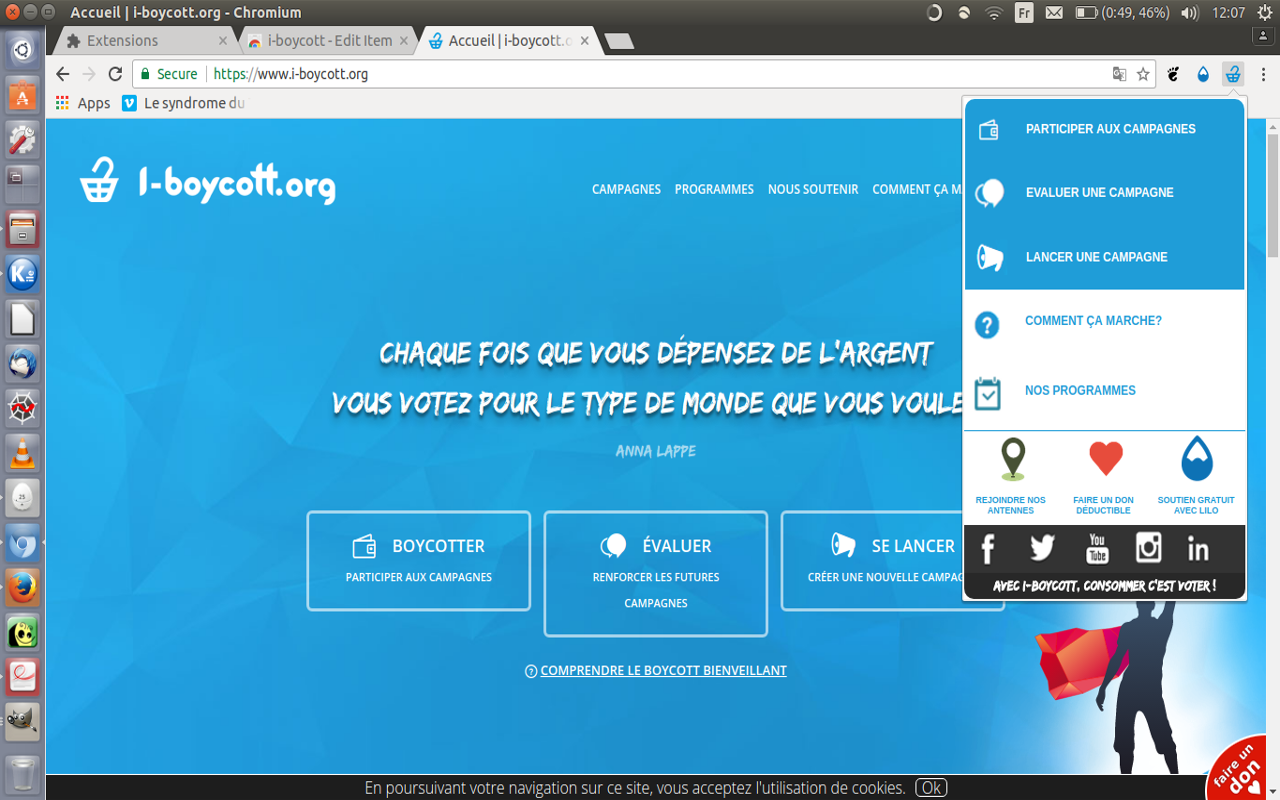 Accueil | i-boycott.org - Chromium
Fr
(0:49, 46%)
12:07
Extensions
i-boycott - Edit Item
Accueil | i-boycott.o
Secure
https://www.i-boycott.org
Apps
Le syndrome du
I-boycott.org
CAMPAGNES
PROGRAMMES
NOUS SOUTENIR
COMMENT ÇA MA
CHAQUE FOIS QUE VOUS DÉPENSEZ DE L'ARGENT
VOUS VOTEZ POUR LE TYPE DE MONDE QUE VOUS VOULE
ANNA LAPPE
BOYCOTTER
PARTICIPER AUX CAMPAGNES
ÉVALUER
RENFORCER LES FUTURES
CAMPAGNES
SE LANCER
CRÉER UNE NOUVELLE CAMPAG
COMPRENDRE LE BOYCOTT BIENVEILLANT
PARTICIPER AUX CAMPAGNES
EVALUER UNE CAMPAGNE
LANCER UNE CAMPAGNE
COMMENT ÇA MARCHE?
NOS PROGRAMMES
REJOINDRE NOS
ANTENNES
FAIRE UN DON
DÉDUCTIBLE
SOUTIEN GRATUIT
AVEC LILO
You
Tube
in
AVEC I-BOYCOTT, CONSOMMER C'EST VOTER !
faire un
don
En poursuivant votre navigation sur ce site, vous acceptez l'utilisation de cookies.
Ok